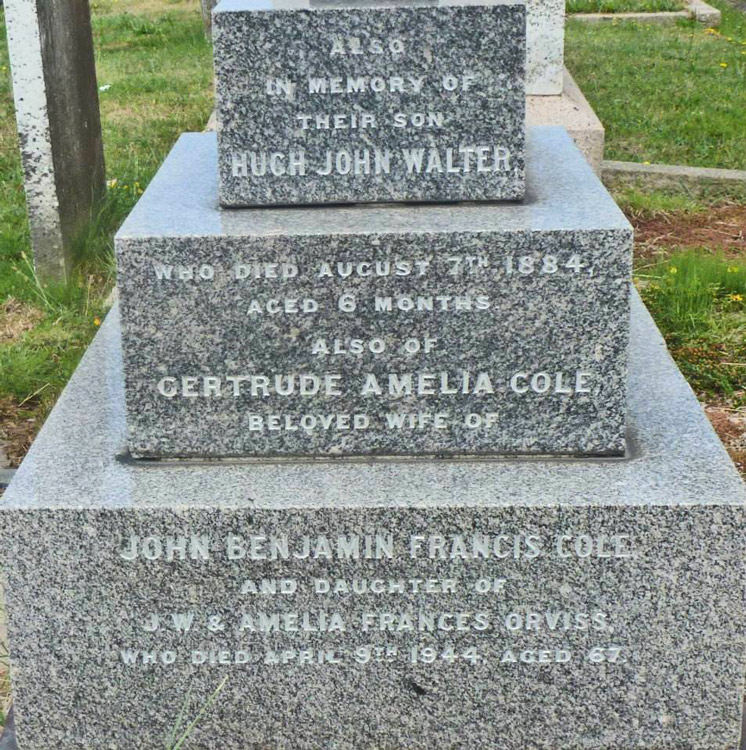 ALSO
IN MEMORY OF
THEIR SON
HUGH JOHN WALTER,
WHO DIED AUGUST 7TH 1884,
AGED 6 MONTHS
ALSO OF
GERTRUDE AMELIA COLE,
BELOVED WIFE OF
JOHN BENJAMIN FRANCIS COLE.
AND DAUGHTER OF
J.W & AMELIA FRANCES ORVISS.
WHO DIED APRIL 9TH 1944 AGED 67.